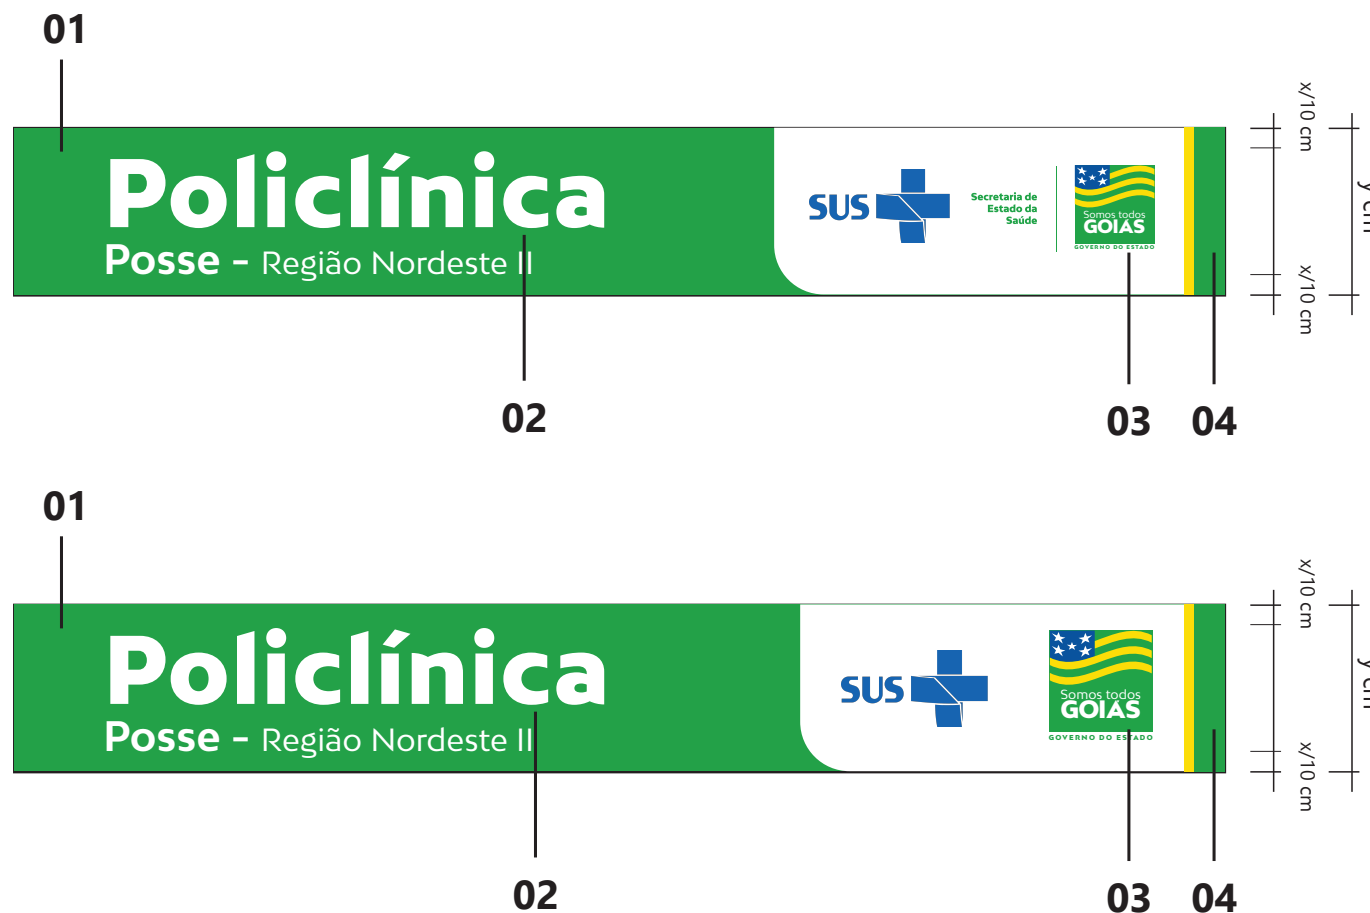 01
x/10 cm
Policlínica
Posse - Região Nordeste II
SUS
Secretaria de
Estado da
Saúde
Somos todos
GOIÁS
GOVERNO DO ESTADO
y cm
x/10 cm
02
03
04
01
x/10 cm
Policlínica
Posse - Região Nordeste II
SUS
Somos todos
GOIÁS
GOVERNO DO ESTADO
y cm
x/10 cm
02
03
04